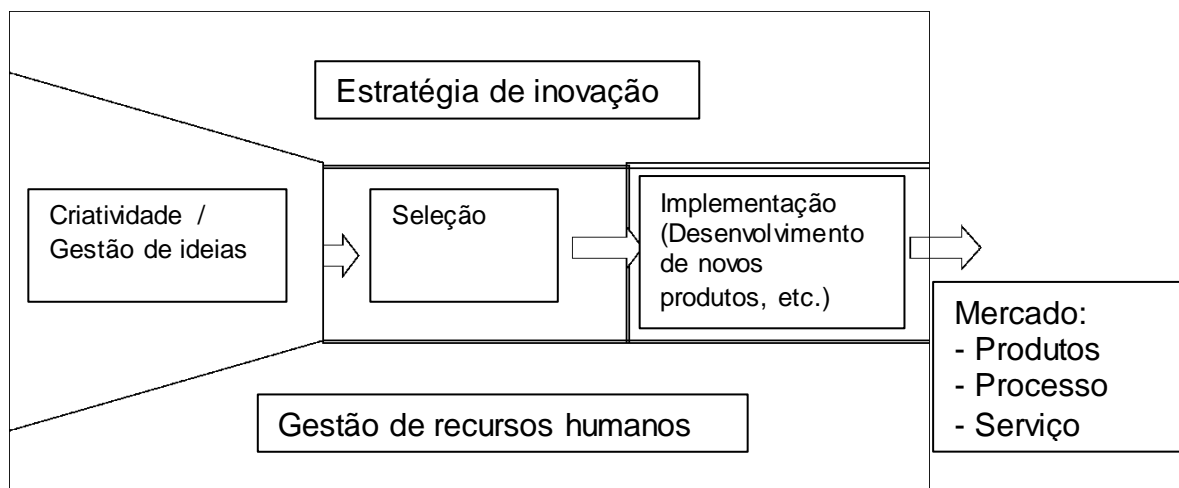 Estratégia de inovação
Criatividade /
Gestão de ideias
Seleção
Implementação
(Desenvolvimento
de novos
produtos, etc.)
Mercado:
- Produtos
- Processo
- Serviço
Gestão de recursos humanos